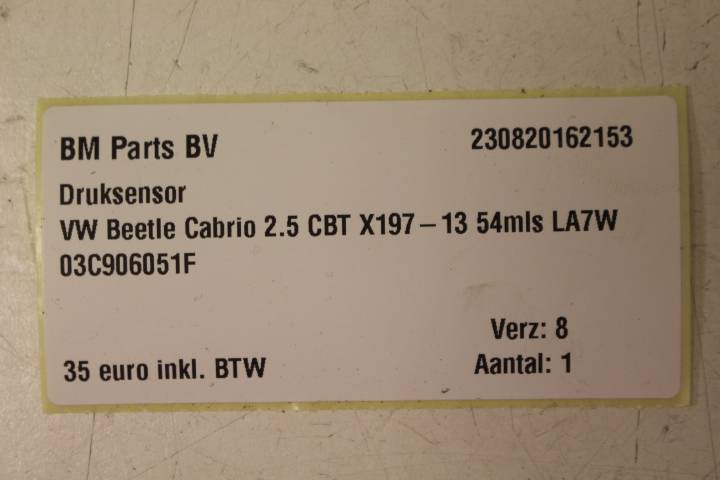 BM Parts BV 230820162153
Druksensor
VW Beetle Cabrio 2.5 CBT X197-13 54mls LA7W
03C906051F
Verz: 8
35 euro inkl. BTW Aantal: 1